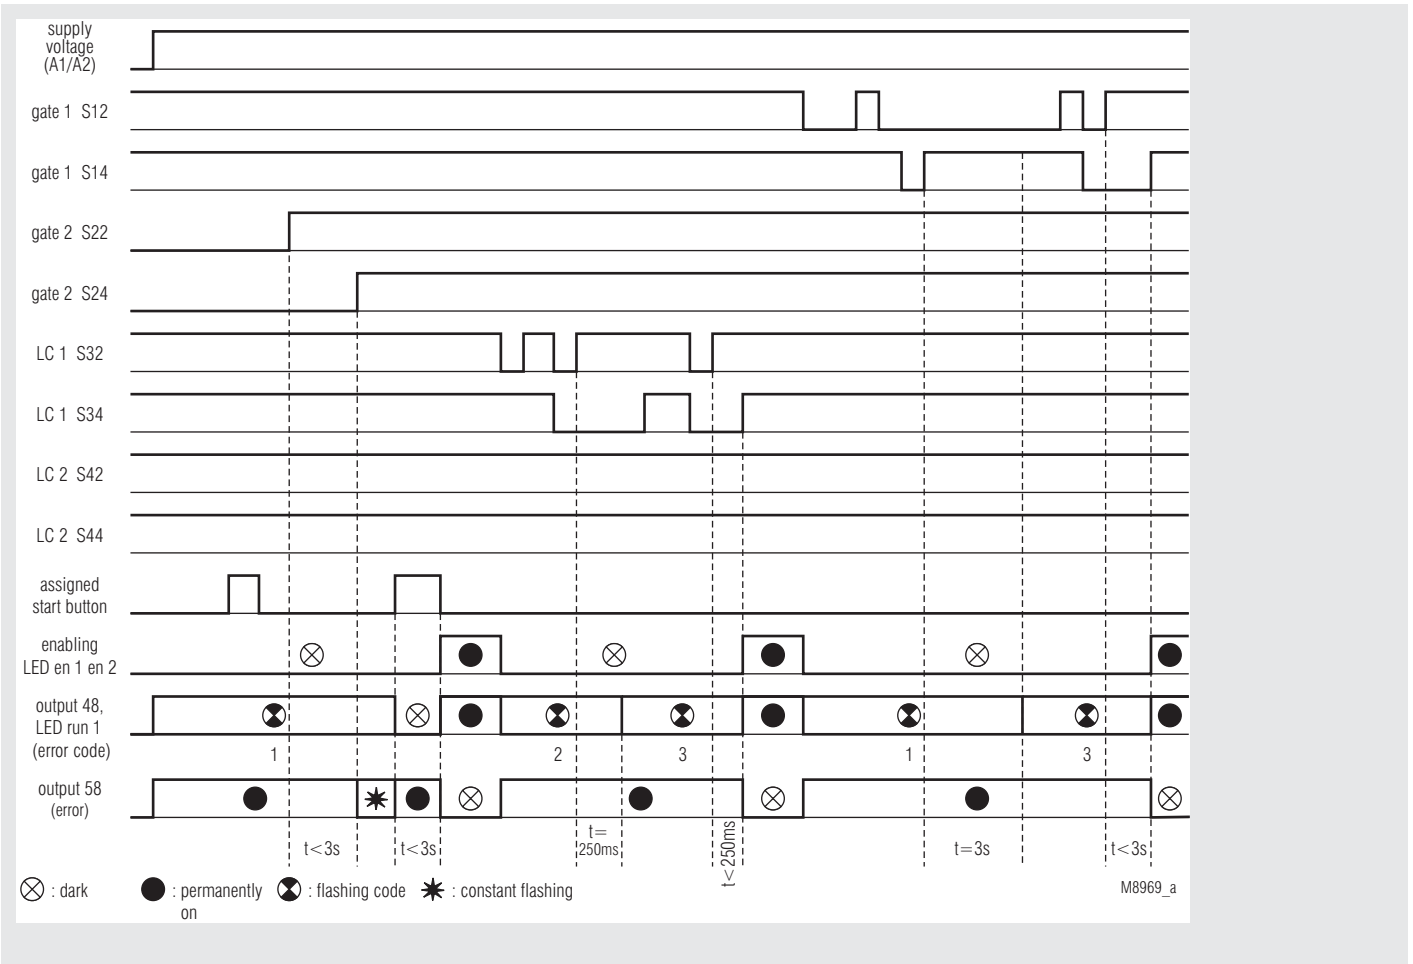 supply
voltage
(A1/A2)
gate 1 S12
gate 1 S14
gate 2 S22
gate 2 S24
LC 1 S32
LC 1 S34
LC 2 S42
LC 2 S44
assigned
start button
enabling
LED en 1 en 2
output 48,
LED run 1
(error code)
1
2
3
1
3
output 58
(error)
t<3s
t<3s
t=
250ms
t<250ms
t=3s
t<3s
: dark
: permanently
on
: flashing code
: constant flashing
M8969_a